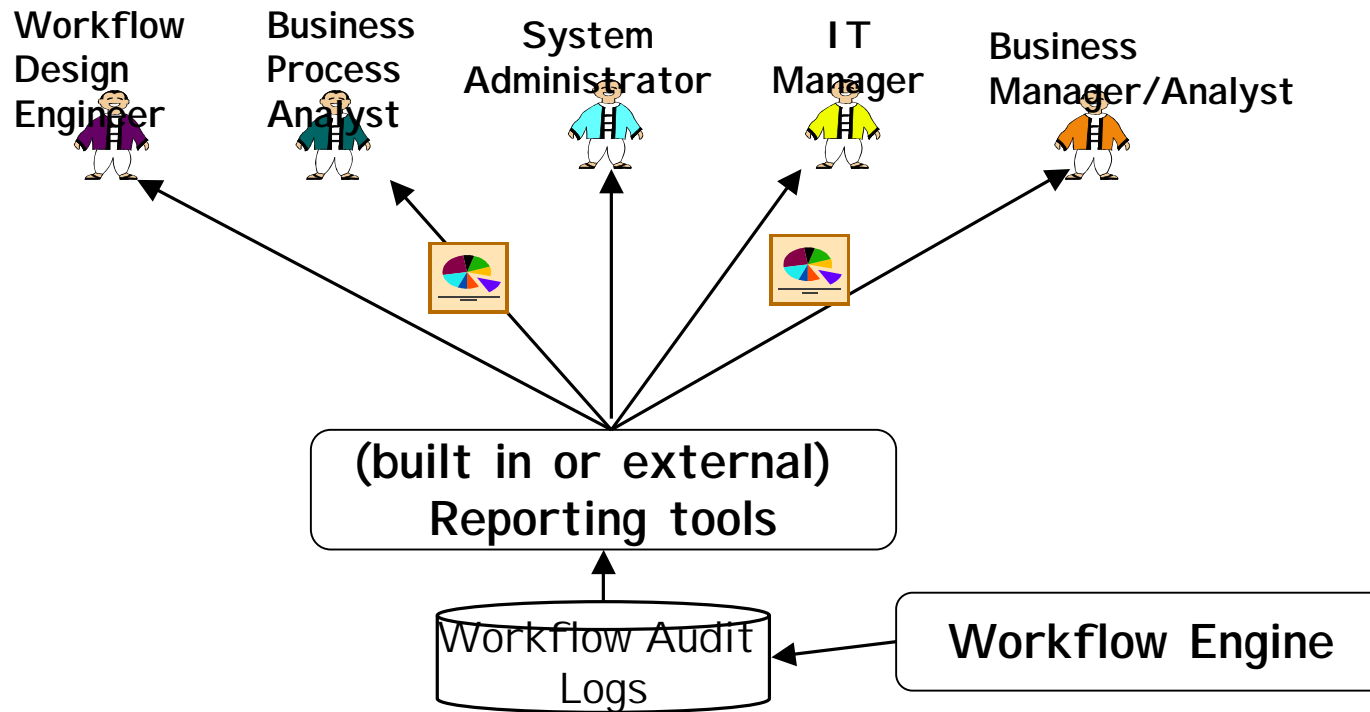 Workflow
Design
Engineer
Business
Process
Analyst
System
Administrator
IT
Manager
Business
Manager/Analyst
(built in or external)
Reporting tools
Workflow Audit
Logs
Workflow Engine